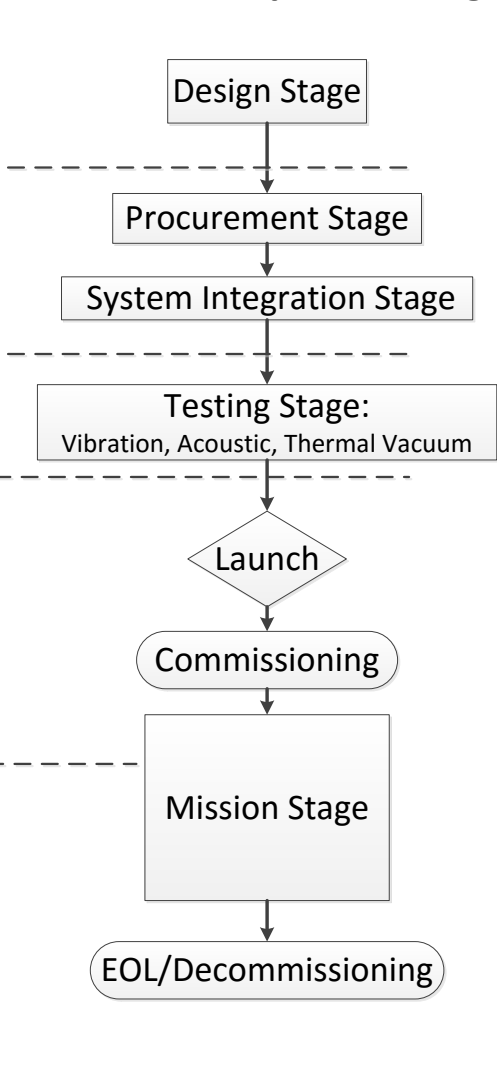 Design Stage
Procurement Stage
System Integration Stage
Testing Stage:
Vibration, Acoustic, Thermal Vacuum
Launch
Commissioning
Mission Stage
EOL/Decommissioning